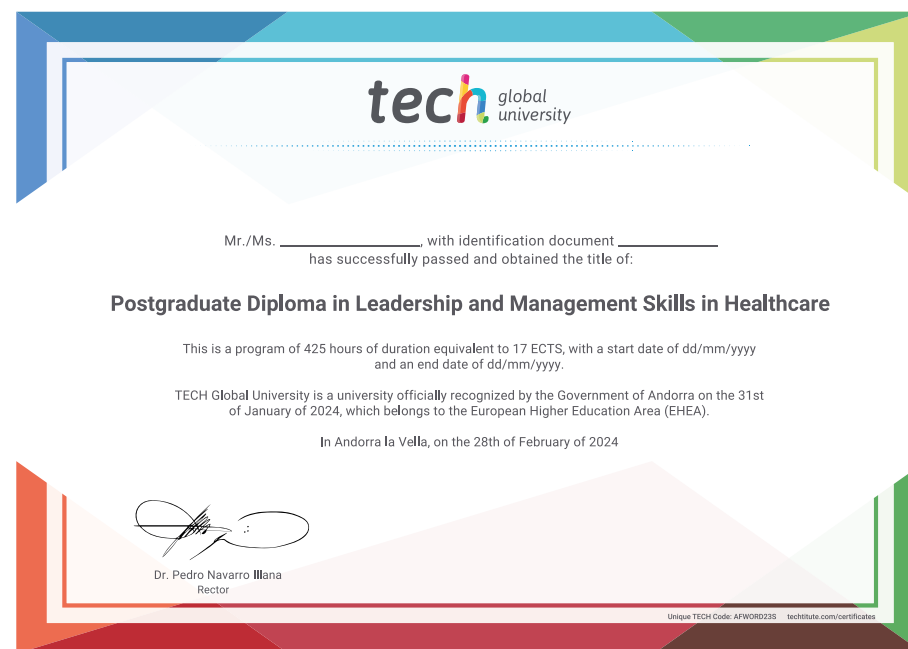 tech global university
Mr./Ms. ____________________, with identification document ______________
has successfully passed and obtained the title of:
Postgraduate Diploma in Leadership and Management Skills in Healthcare
This is a program of 425 hours of duration equivalent to 17 ECTS, with a start date of dd/mm/yyyy
and an end date of dd/mm/yyyy.
TECH Global University is a university officially recognized by the Government of Andorra on the 31st
of January of 2024, which belongs to the European Higher Education Area (EHEA).
In Andorra la Vella, on the 28th of February of 2024
Dr. Pedro Navarro Illana
Rector
Unique TECH Code: AFWORD23S techtitute.com/certificates